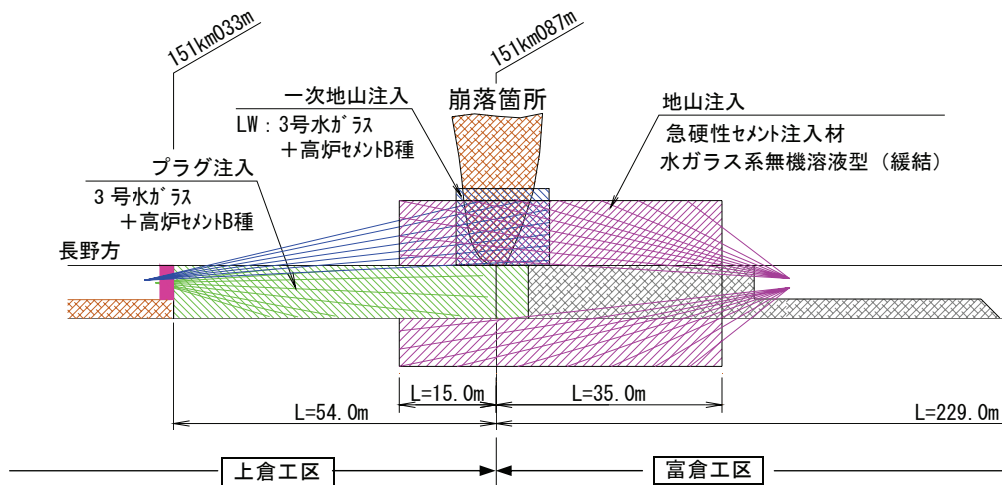 151km033m
151km087m
一次地山注入
LW：3号水ガラス
＋高炉セメントB種
崩落箇所
地山注入
急硬性セメント注入材
水ガラス系無機溶液型（緩結）
プラグ注入
3号水ガラス
＋高炉セメントB種
長野方
L=15.0m
L=35.0m
L=54.0m
L=229.0m
上倉工区
富倉工区